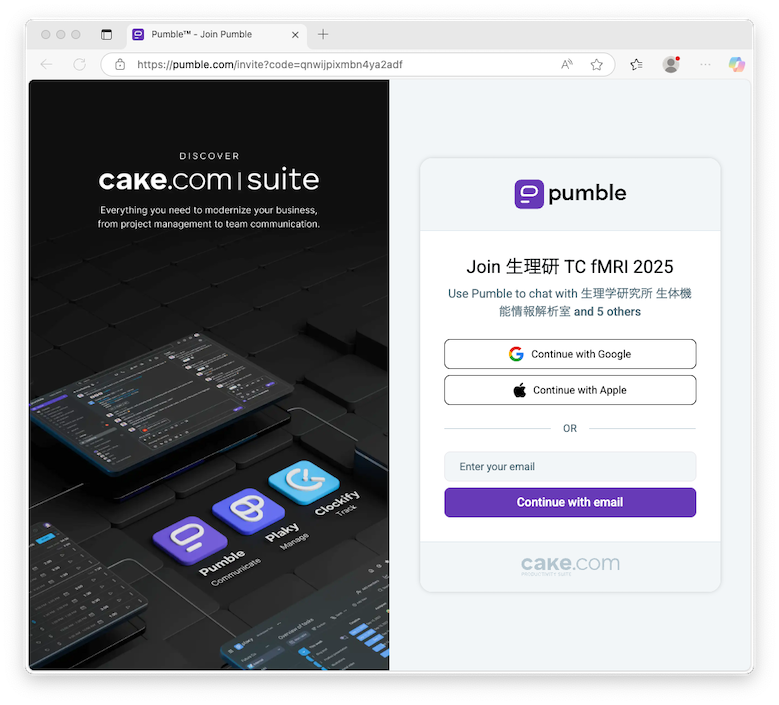 Pumble™ - Join Pumble
https://pumble.com/invite?code=qnwijpixmbn4ya2adf
DISCOVER
cake.com | suite
Everything you need to modernize your business,
from project management to team communication.
Pumble
Communicate
Plaky
Manage
Clockify
Track
pumble
Join 生理研 TC fMRI 2025
Use Pumble to chat with 生理学研究所 生体機
能情報解析室 and 5 others
Continue with Google
Continue with Apple
OR
Enter your email
Continue with email
cake.com
PRODUCTIVITY SUITE